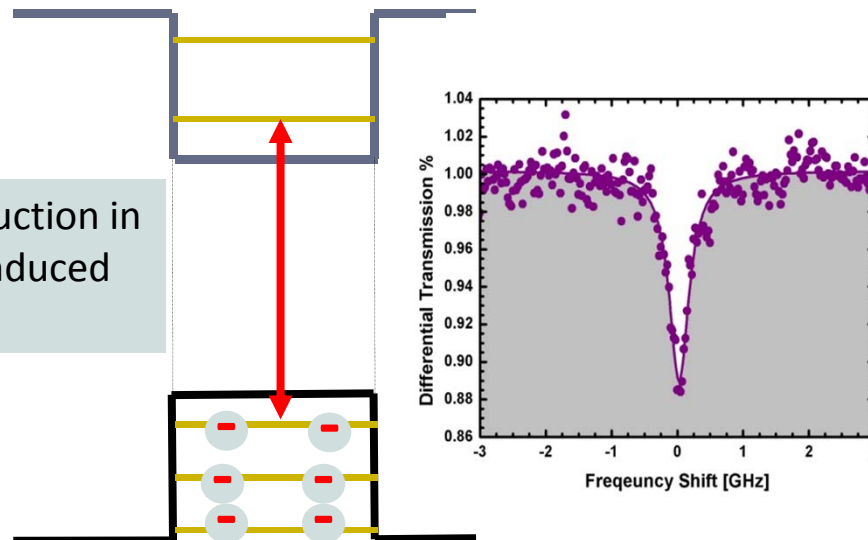 uction in
nduced
1.04
1.02
1.00
0.98
0.96
0.94
0.92
0.90
0.88
0.86
Differential Transmission %
-3 -2 -1 0 1 2
Freqeuncy Shift [GHz]